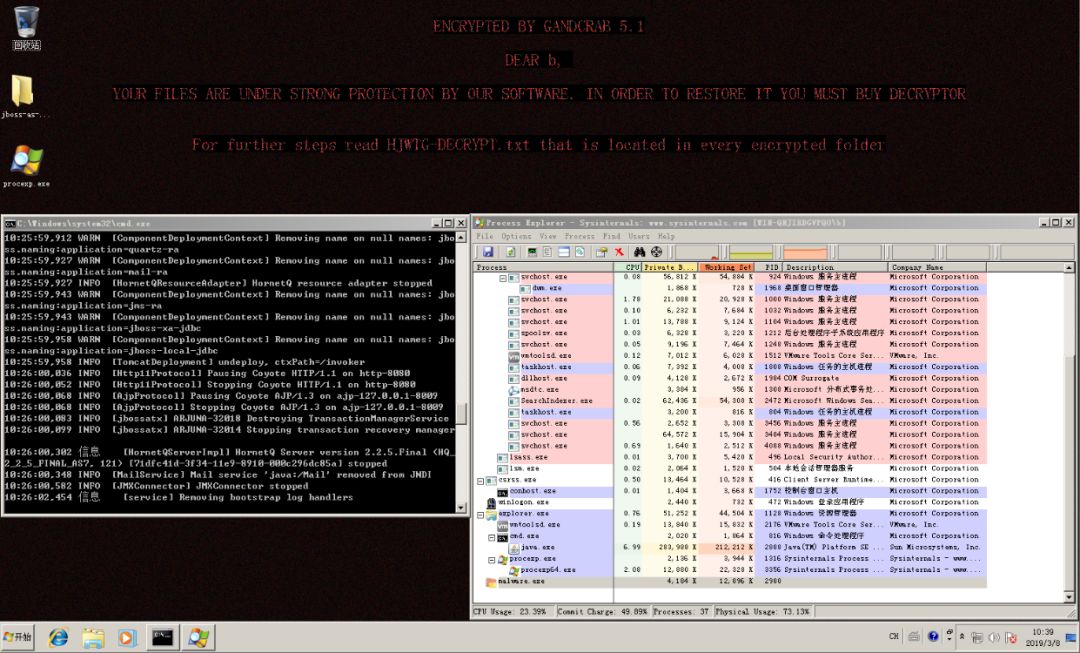 ENCRYPTED BY GANDCRAB 5.1
DEAR b,
YOUR FILES ARE UNDER STRONG PROTECTION BY OUR SOFTWARE. IN ORDER TO RESTORE IT YOU MUST BUY DECRYPTOR
For further steps read HJWTG-DECRYPT.txt that is located in every encrypted folder
回收站
jboss-as-...
procexp.exe
C:\Windows\system32\cmd.exe
10:25:59,912 WARN [ComponentDeploymentContext] Removing name on null names: jbo
ss.naming:application=quartz-ra
10:25:59,927 WARN [ComponentDeploymentContext] Removing name on null names: jbo
ss.naming:application=mail-ra
10:25:59,927 INFO [HornetQResourceAdapter] HornetQ resource adapter stopped
10:25:59,943 WARN [ComponentDeploymentContext] Removing name on null names: jbo
ss.naming:application=jms-ra
10:25:59,943 WARN [ComponentDeploymentContext] Removing name on null names: jbo
ss.naming:application=jboss-xa-jdbc
10:25:59,958 WARN [ComponentDeploymentContext] Removing name on null names: jbo
ss.naming:application=jboss-local-jdbc
10:25:59,958 INFO [TomcatDeployment] undeploy, ctxPath=/invoker
10:26:00,036 INFO [Http11Protocol] Pausing Coyote HTTP/1.1 on http-8080
10:26:00,052 INFO [Http11Protocol] Stopping Coyote HTTP/1.1 on http-8080
10:26:00,068 INFO [AjpProtocol] Pausing Coyote AJP/1.3 on ajp-127.0.0.1-8009
10:26:00,068 INFO [AjpProtocol] Stopping Coyote AJP/1.3 on ajp-127.0.0.1-8009
10:26:00,083 INFO [jbossatx] ARJUNA-32018 Destroying TransactionManagerService
10:26:00,099 INFO [jbossatx] ARJUNA-32014 Stopping transaction recovery manager
10:26:00,302 信息 [HornetQServerImpl] HornetQ Server version 2.2.5.Final (HQ_
2_2_5_FINAL_AS7, 121) [71dfc41d-3f34-11e9-8910-000c296dc85a] stopped
10:26:00,348 INFO [MailService] Mail service 'java:/Mail' removed from JNDI
10:26:00,582 INFO [JMXConnector] JMXConnector stopped
10:26:02,454 信息 [service] Removing bootstrap log handlers
Process Explorer - Sysinternals: www.sysinternals.com
File Options View Process Find Users Help
Process CPU Private B... Working Set PID Description Company Name
svchost.exe 0.08 56,812 K 54,884 K 924 Windows 服务主进程 Microsoft Corporation
dwm.exe 1,868 K 728 K 1968 桌面窗口管理器 Microsoft Corporation
svchost.exe 1.78 21,088 K 20,928 K 1000 Windows 服务主进程 Microsoft Corporation
svchost.exe 0.10 6,232 K 7,684 K 1032 Windows 服务主进程 Microsoft Corporation
svchost.exe 1.01 13,788 K 9,124 K 1104 Windows 服务主进程 Microsoft Corporation
spoolsv.exe 0.03 6,328 K 3,220 K 1212 后台处理程序子系统应用程序 Microsoft Corporation
svchost.exe 0.05 9,196 K 7,464 K 1248 Windows 服务主进程 Microsoft Corporation
vmtoolsd.exe 0.12 7,012 K 6,028 K 1512 VMware Tools Core Ser... VMware, Inc.
taskhost.exe 0.06 7,392 K 4,008 K 1800 Windows 任务的主机进程 Microsoft Corporation
dllhost.exe 0.09 4,128 K 2,672 K 1984 COM Surrogate Microsoft Corporation
msdtc.exe 3,384 K 956 K 1308 Microsoft 分布式事务处... Microsoft Corporation
SearchIndexer.exe 0.02 62,436 K 54,308 K 2472 Microsoft Windows Sea... Microsoft Corporation
taskhost.exe 3,200 K 816 K 804 Windows 任务的主机进程 Microsoft Corporation
svchost.exe 0.56 2,652 K 3,308 K 3456 Windows 服务主进程 Microsoft Corporation
svchost.exe 64,572 K 15,904 K 3484 Windows 服务主进程 Microsoft Corporation
svchost.exe 0.69 1,640 K 2,512 K 4088 Windows 服务主进程 Microsoft Corporation
lsass.exe 0.01 3,700 K 5,420 K 496 Local Security Author... Microsoft Corporation
lsm.exe 0.02 2,064 K 1,520 K 504 本地会话管理器服务 Microsoft Corporation
csrss.exe 0.50 13,464 K 10,528 K 416 Client Server Runtime... Microsoft Corporation
conhost.exe 0.01 1,404 K 3,668 K 1752 控制台窗口主机 Microsoft Corporation
winlogon.exe 2,440 K 732 K 472 Windows 登录应用程序 Microsoft Corporation
explorer.exe 0.76 51,252 K 44,504 K 1128 Windows 资源管理器 Microsoft Corporation
vmtoolsd.exe 0.19 13,840 K 15,832 K 2176 VMware Tools Core Ser... VMware, Inc.
cmd.exe 2,020 K 1,864 K 816 Windows 命令处理程序 Microsoft Corporation
java.exe 6.99 283,988 K 212,212 K 2880 Java(TM) Platform SE ... Sun Microsystems, Inc.
procexp.exe 2,136 K 3,944 K 1316 Sysinternals Process ... Sysinternals - www....
procexp64.exe 2.08 12,880 K 22,328 K 3356 Sysinternals Process ... Sysinternals - www....
malware.exe 4,184 K 12,896 K 2980
CPU Usage: 23.39% Commit Charge: 49.89% Processes: 37 Physical Usage: 73.13%
开始
CH
10:39
2019/3/8